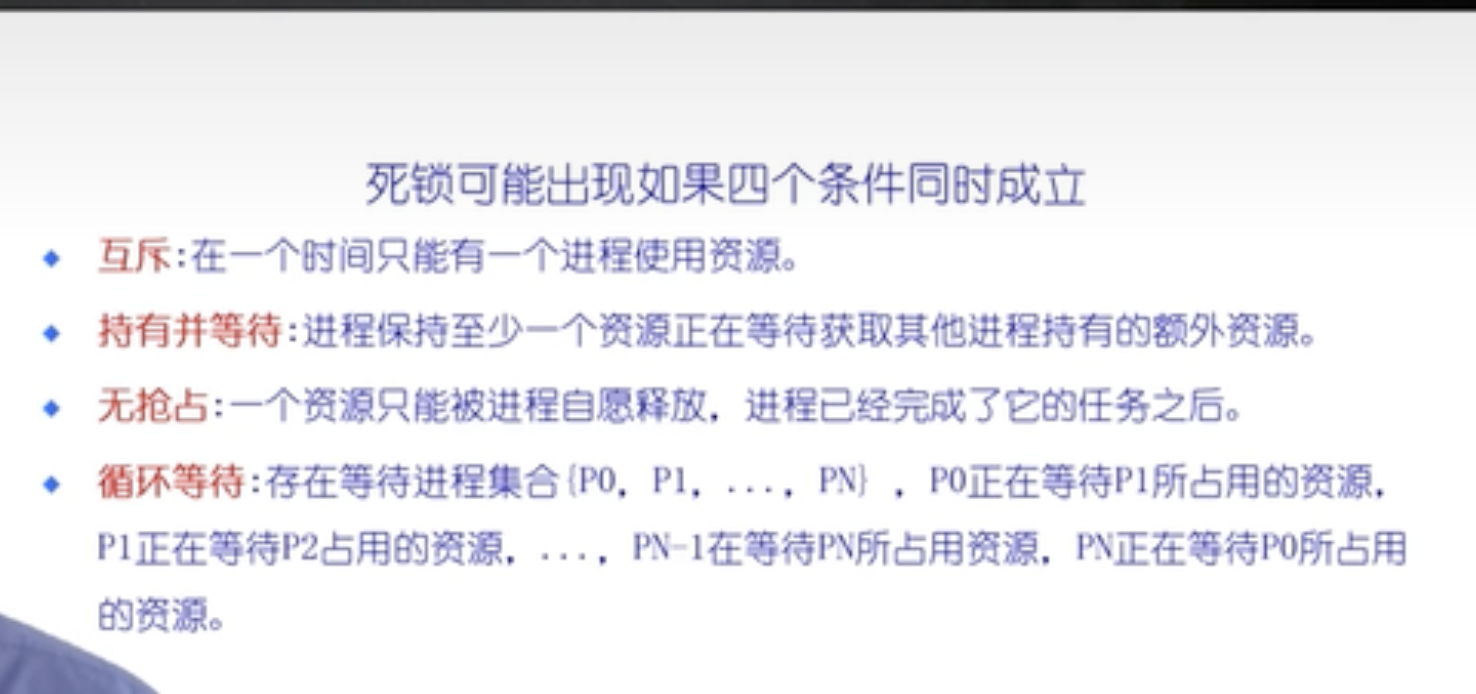 死锁可能出现如果四个条件同时成立
互斥:在一个时间只能有一个进程使用资源。
持有并等待:进程保持至少一个资源正在等待获取其他进程持有的额外资源。
无抢占:一个资源只能被进程自愿释放，进程已经完成了它的任务之后。
循环等待:存在等待进程集合{P0，P1，...，PN} ，P0正在等待P1所占用的资源，
P1正在等待P2占用的资源，...，PN-1在等待PN所占用资源，PN正在等待P0所占用
的资源。